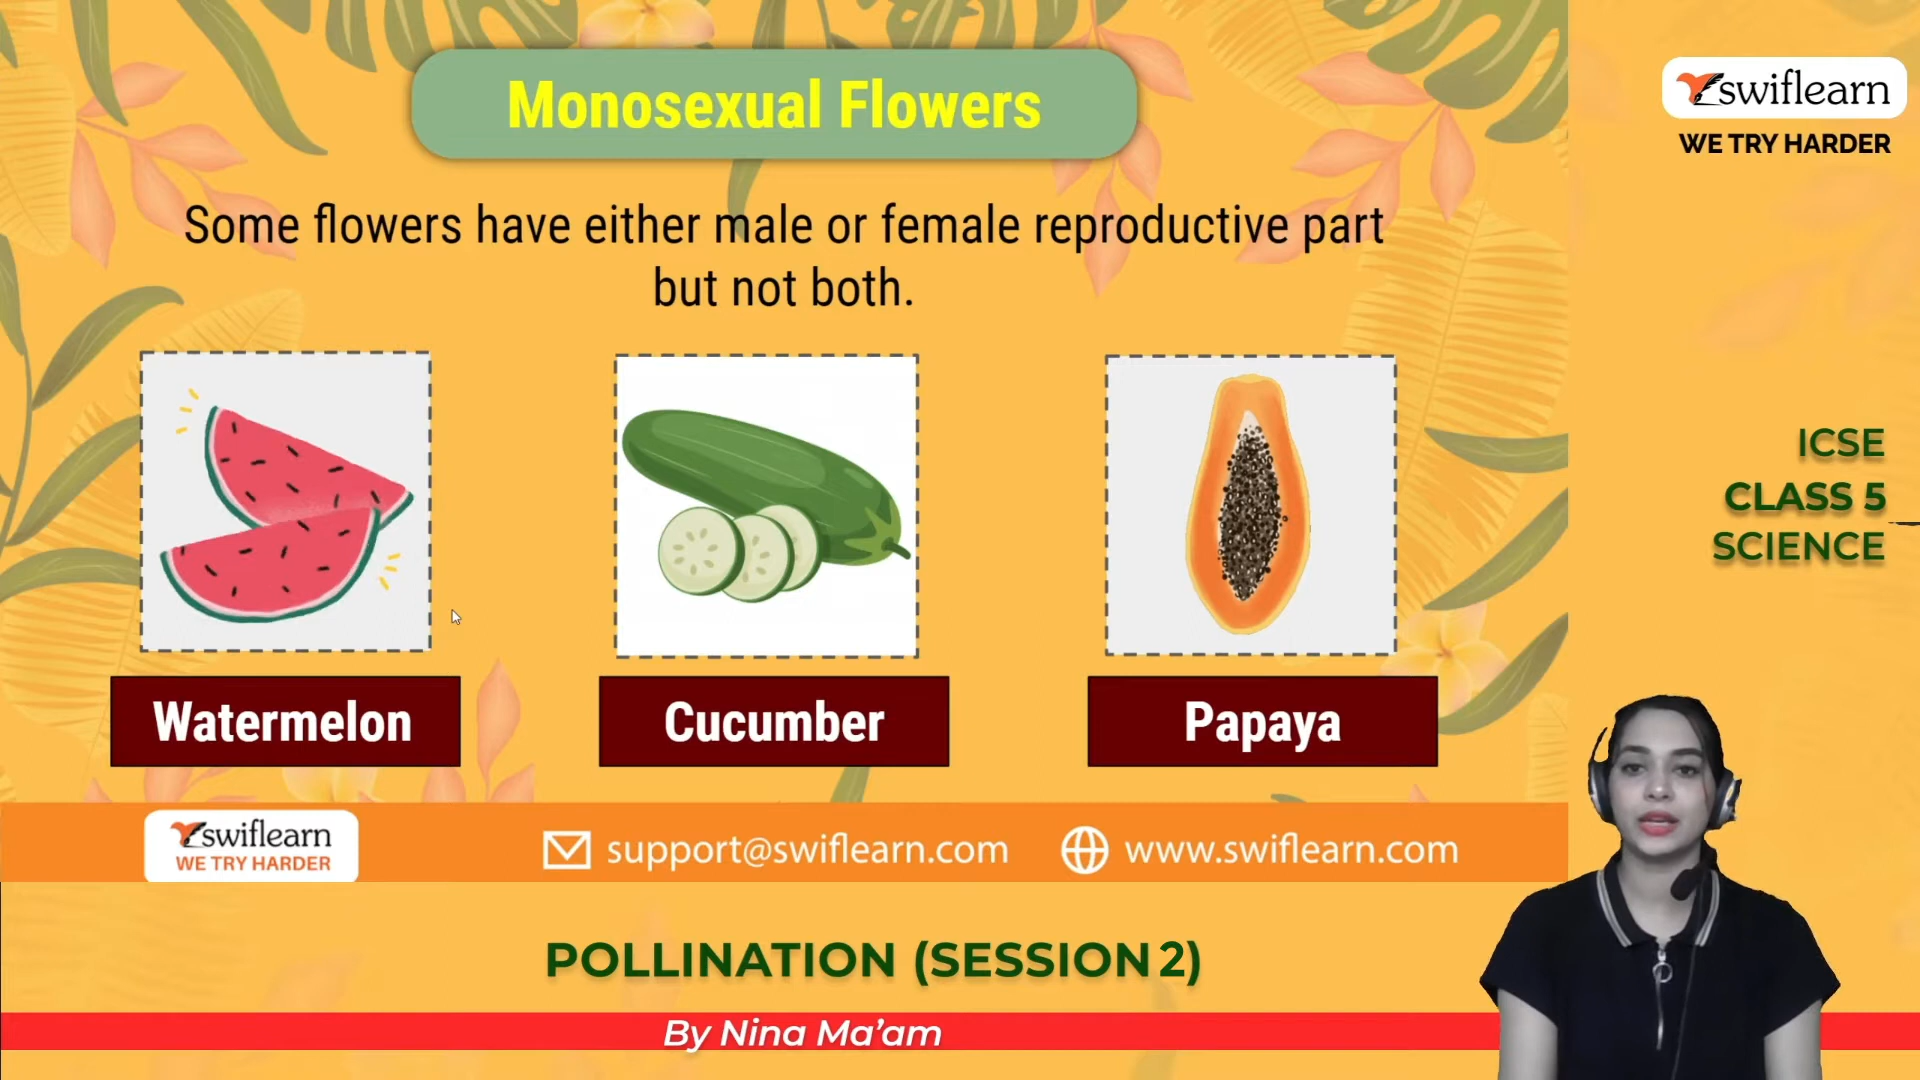 Monosexual Flowers
swiflearn
WE TRY HARDER
Some flowers have either male or female reproductive part
but not both.
ICSE
CLASS 5
SCIENCE
Watermelon
Cucumber
Papaya
swiflearn
WE TRY HARDER
support@swiflearn.com
www.swiflearn.com
POLLINATION (SESSION 2)
By Nina Ma'am